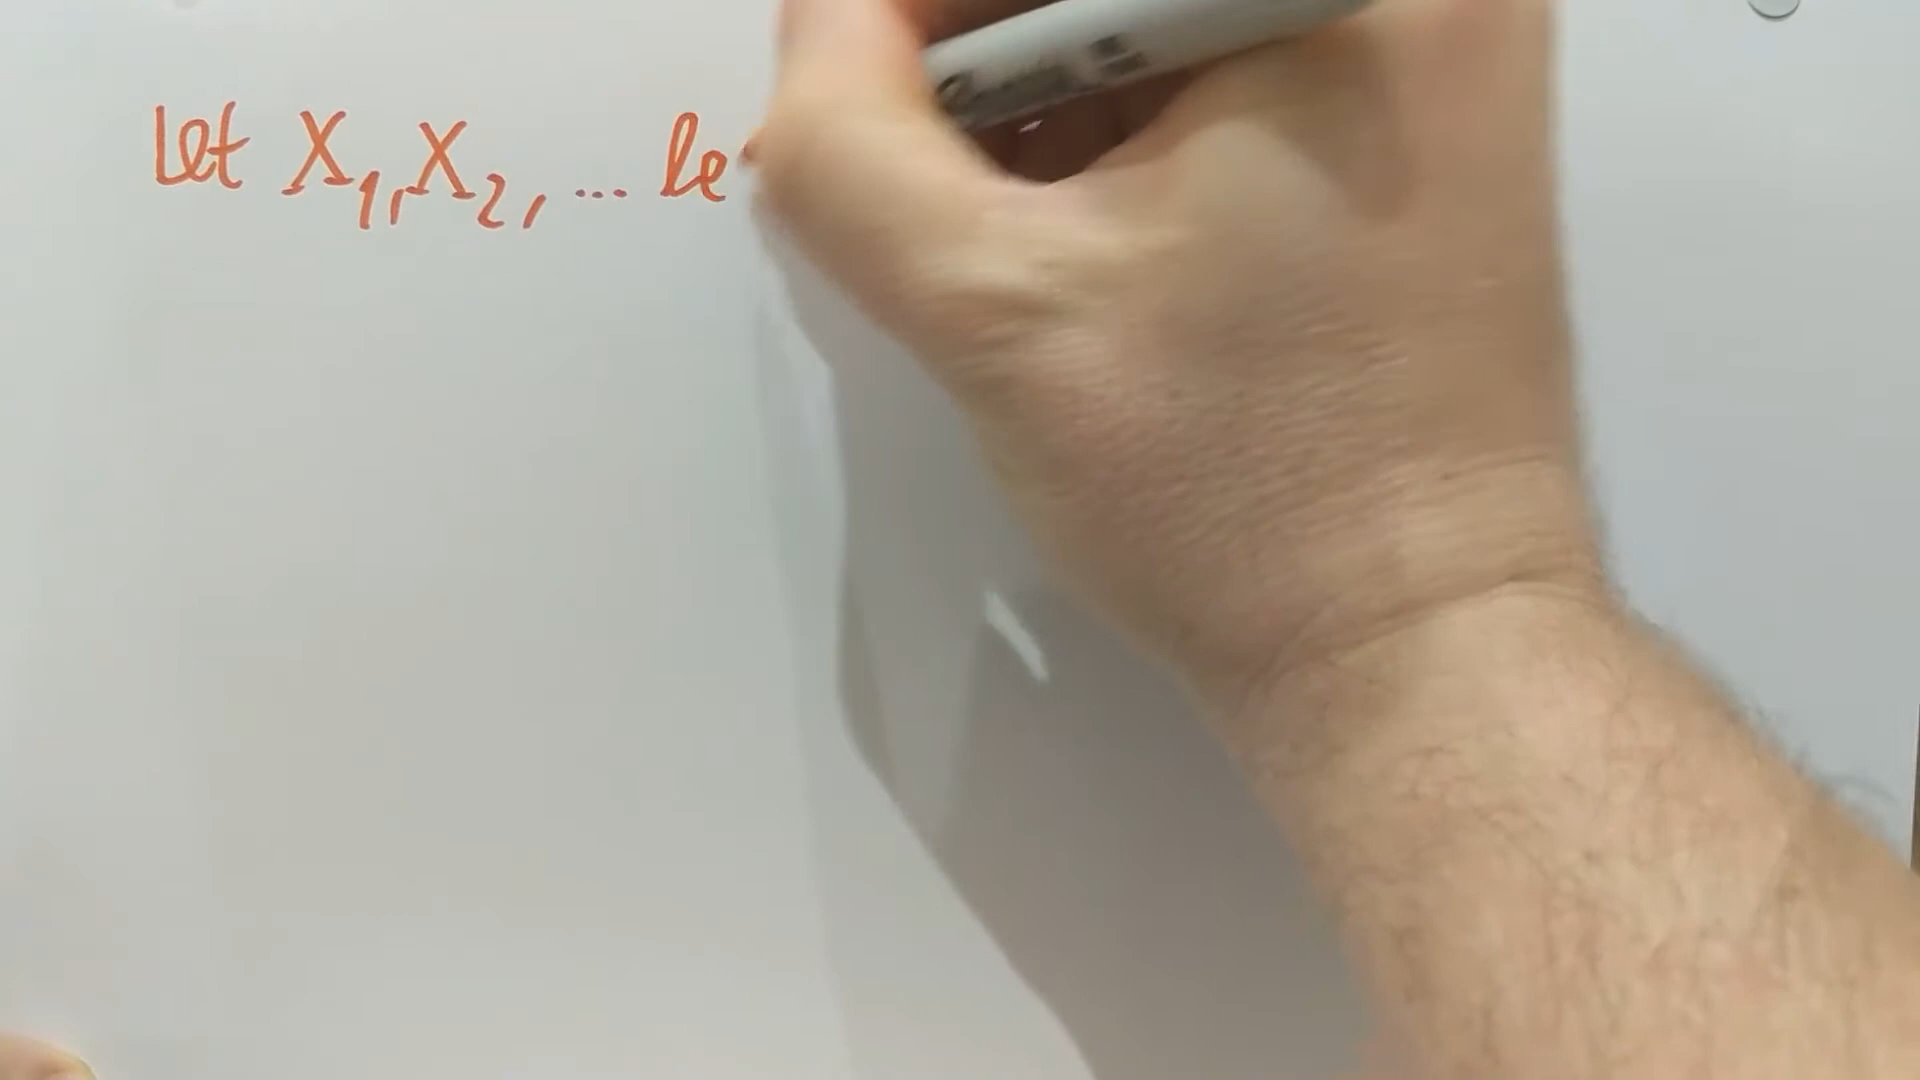 Let X₁, X₂, ... be